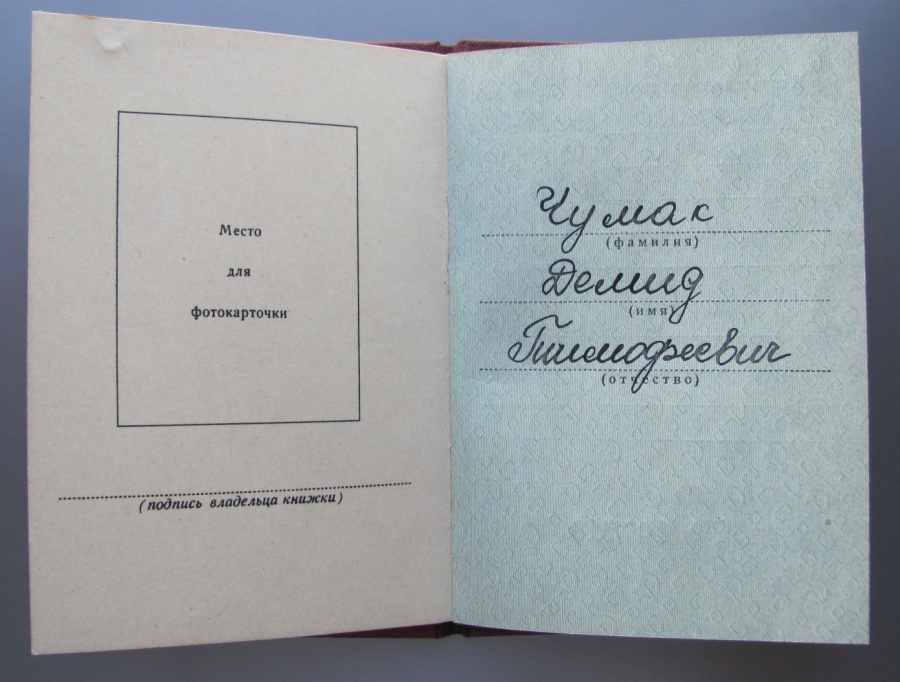 Место
для
фотокарточки
(подпись владельца книжки)
Чумак
(фамилия)
Демид
(имя)
Тимофеевич
(отчество)